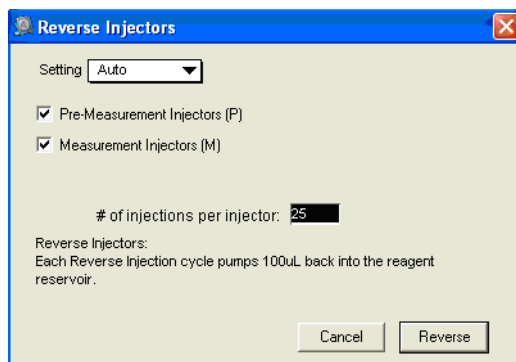 Reverse Injectors
Setting Auto
Pre-Measurement Injectors (P)
Measurement Injectors (M)
# of injections per injector: 25
Reverse Injectors:
Each Reverse Injection cycle pumps 100uL back into the reagent
reservoir.
Cancel Reverse